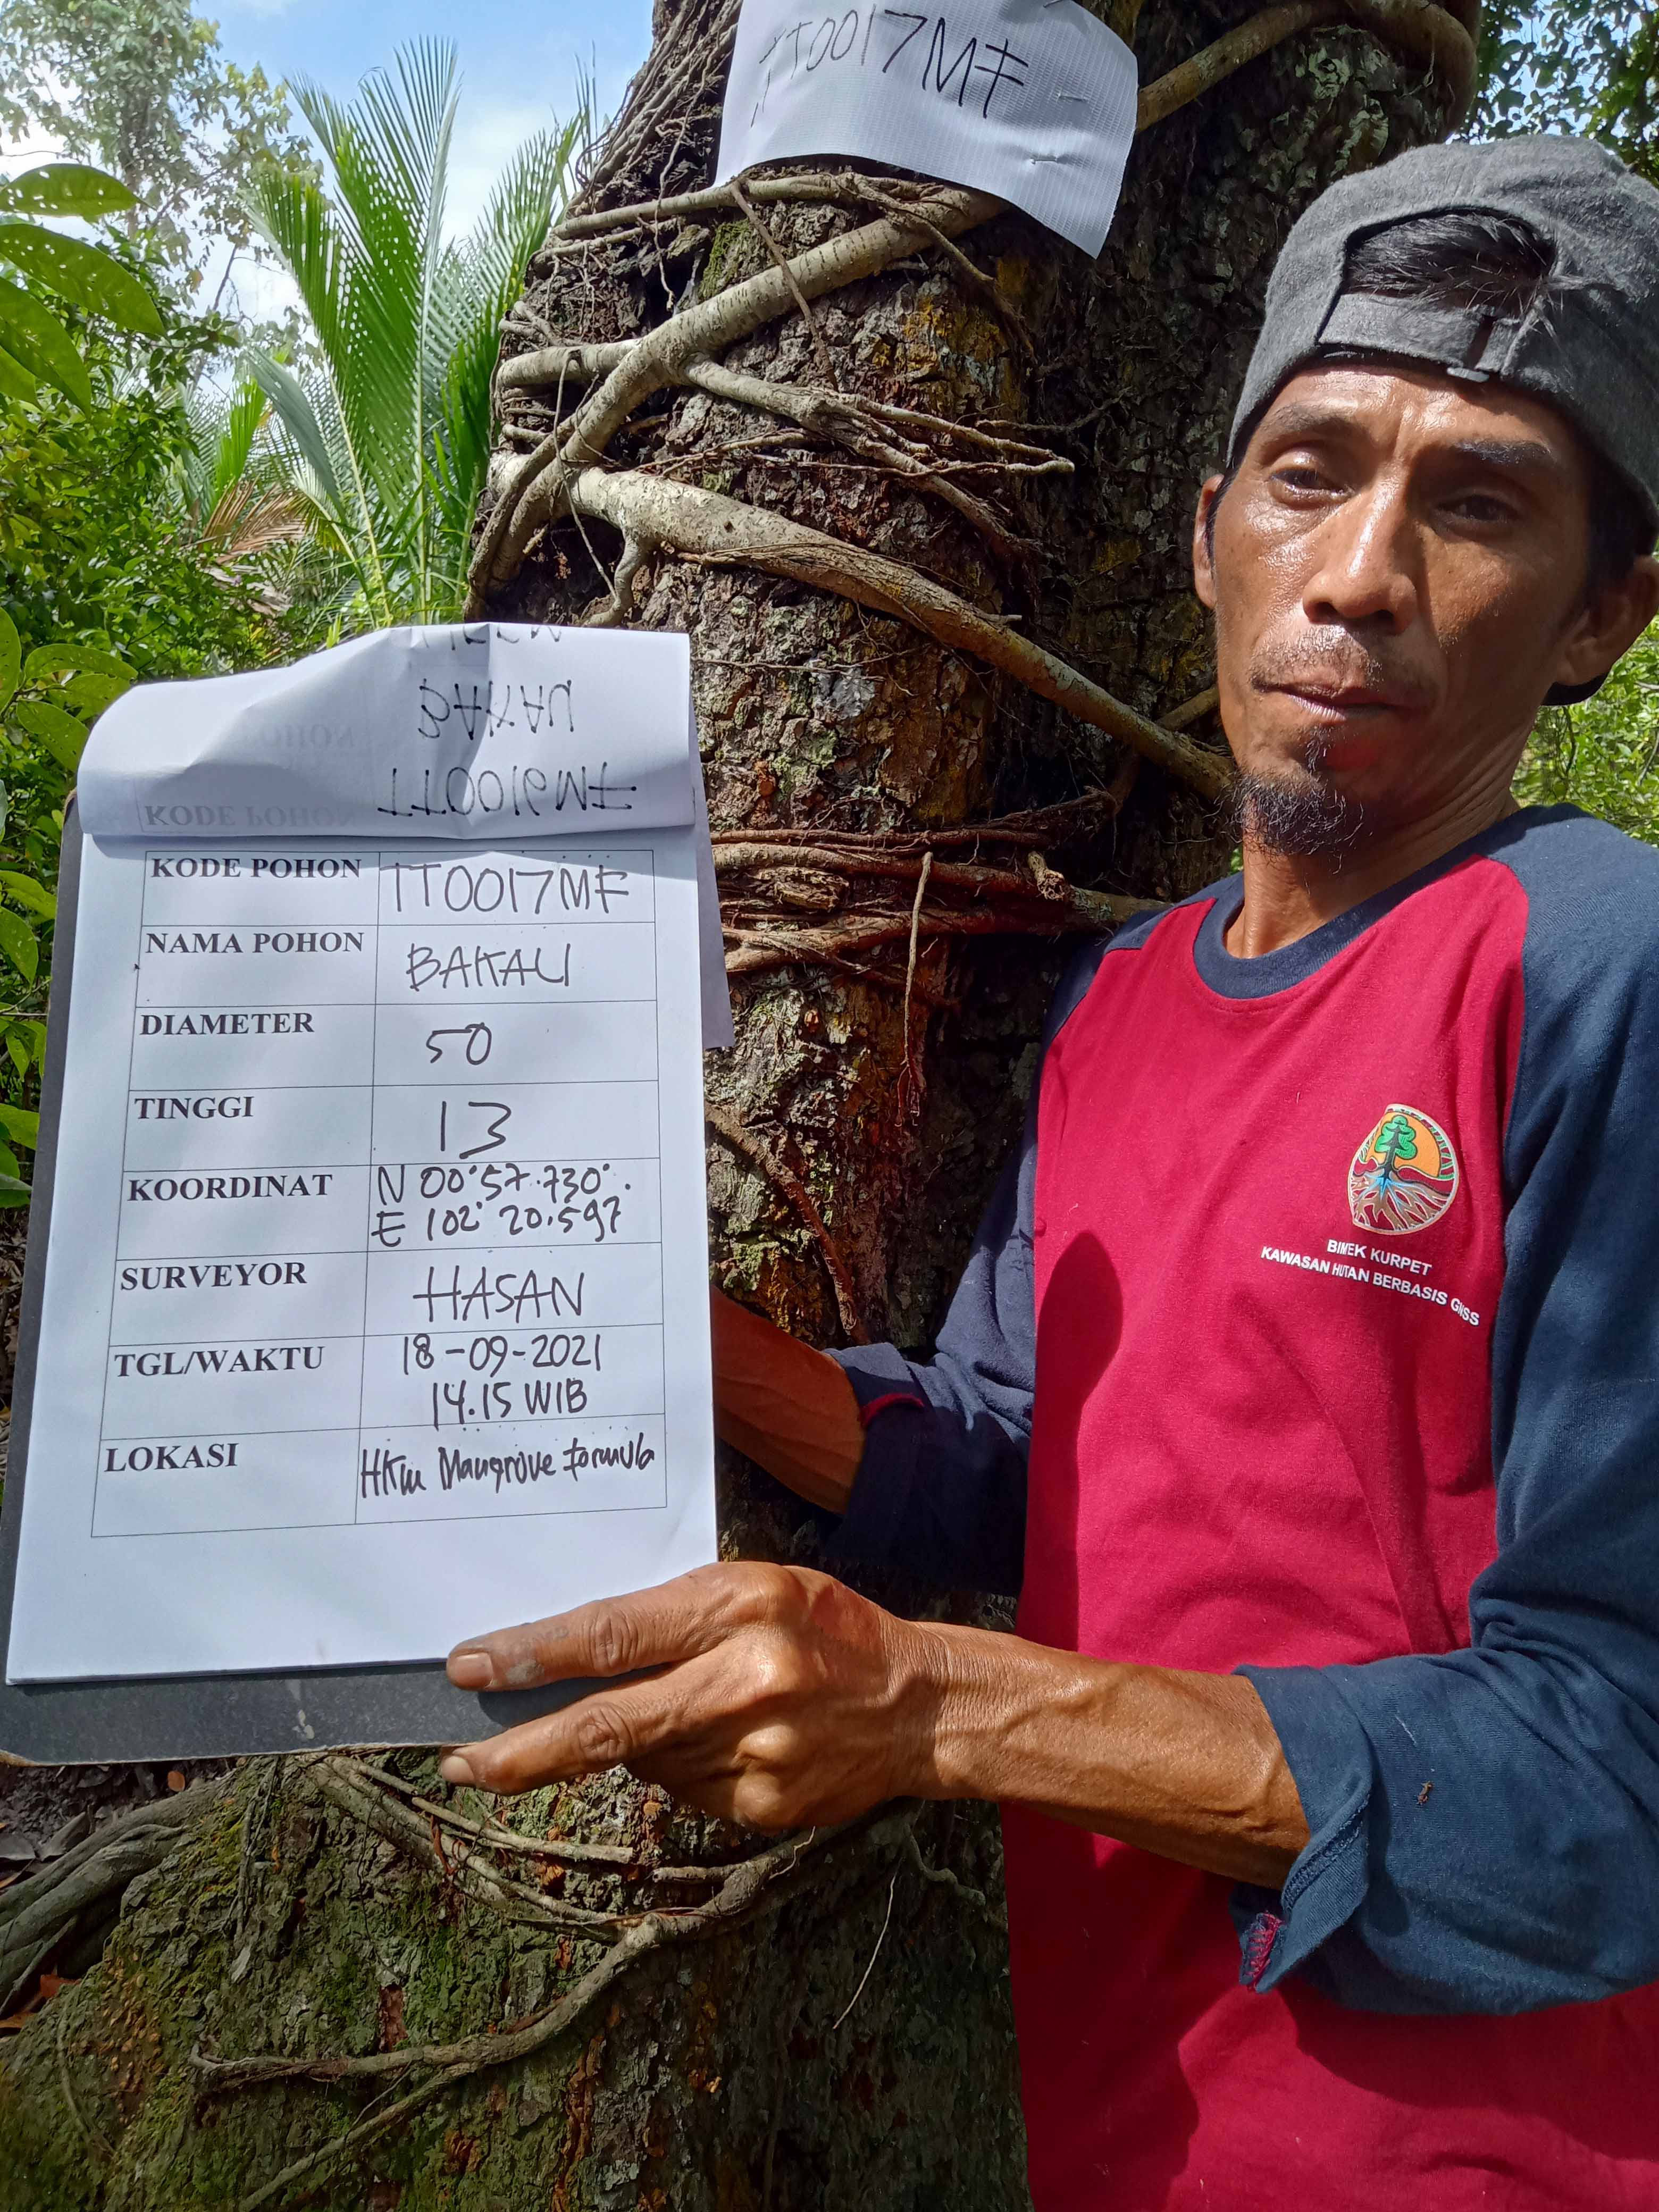 TT0017MF
KODE POHON TT0017MF
NAMA POHON BAKAU
DIAMETER 50
TINGGI 13
KOORDINAT N 00°57.730'.
E 102° 20.597
SURVEYOR HASAN
TGL/WAKTU 18-09-2021
14.15 WIB
LOKASI HKm Mangrove formula
BIMEK KURPET
KAWASAN HUTAN BERBASIS GNSS